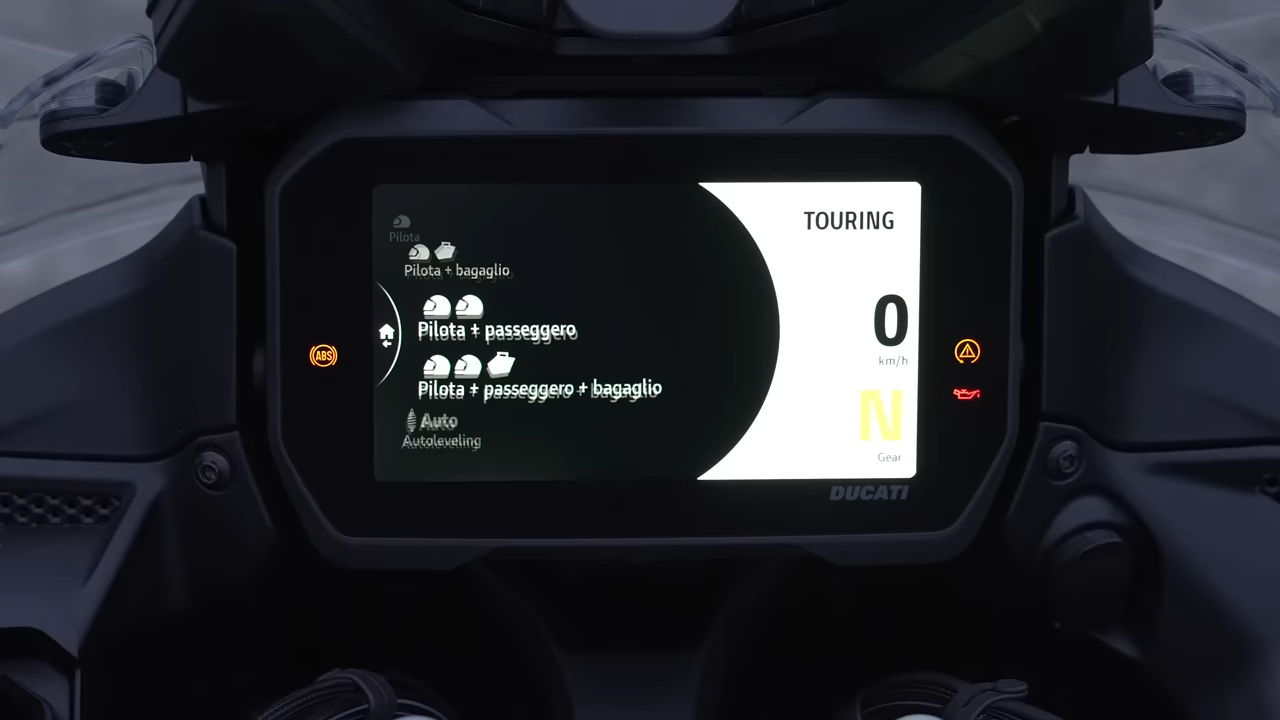 Pilota
Pilota + bagaglio
Pilota + passeggero
Pilota + passeggero + bagaglio
Auto
Autoleveling
TOURING
0
km/h
N
Gear
ABS
DUCATI